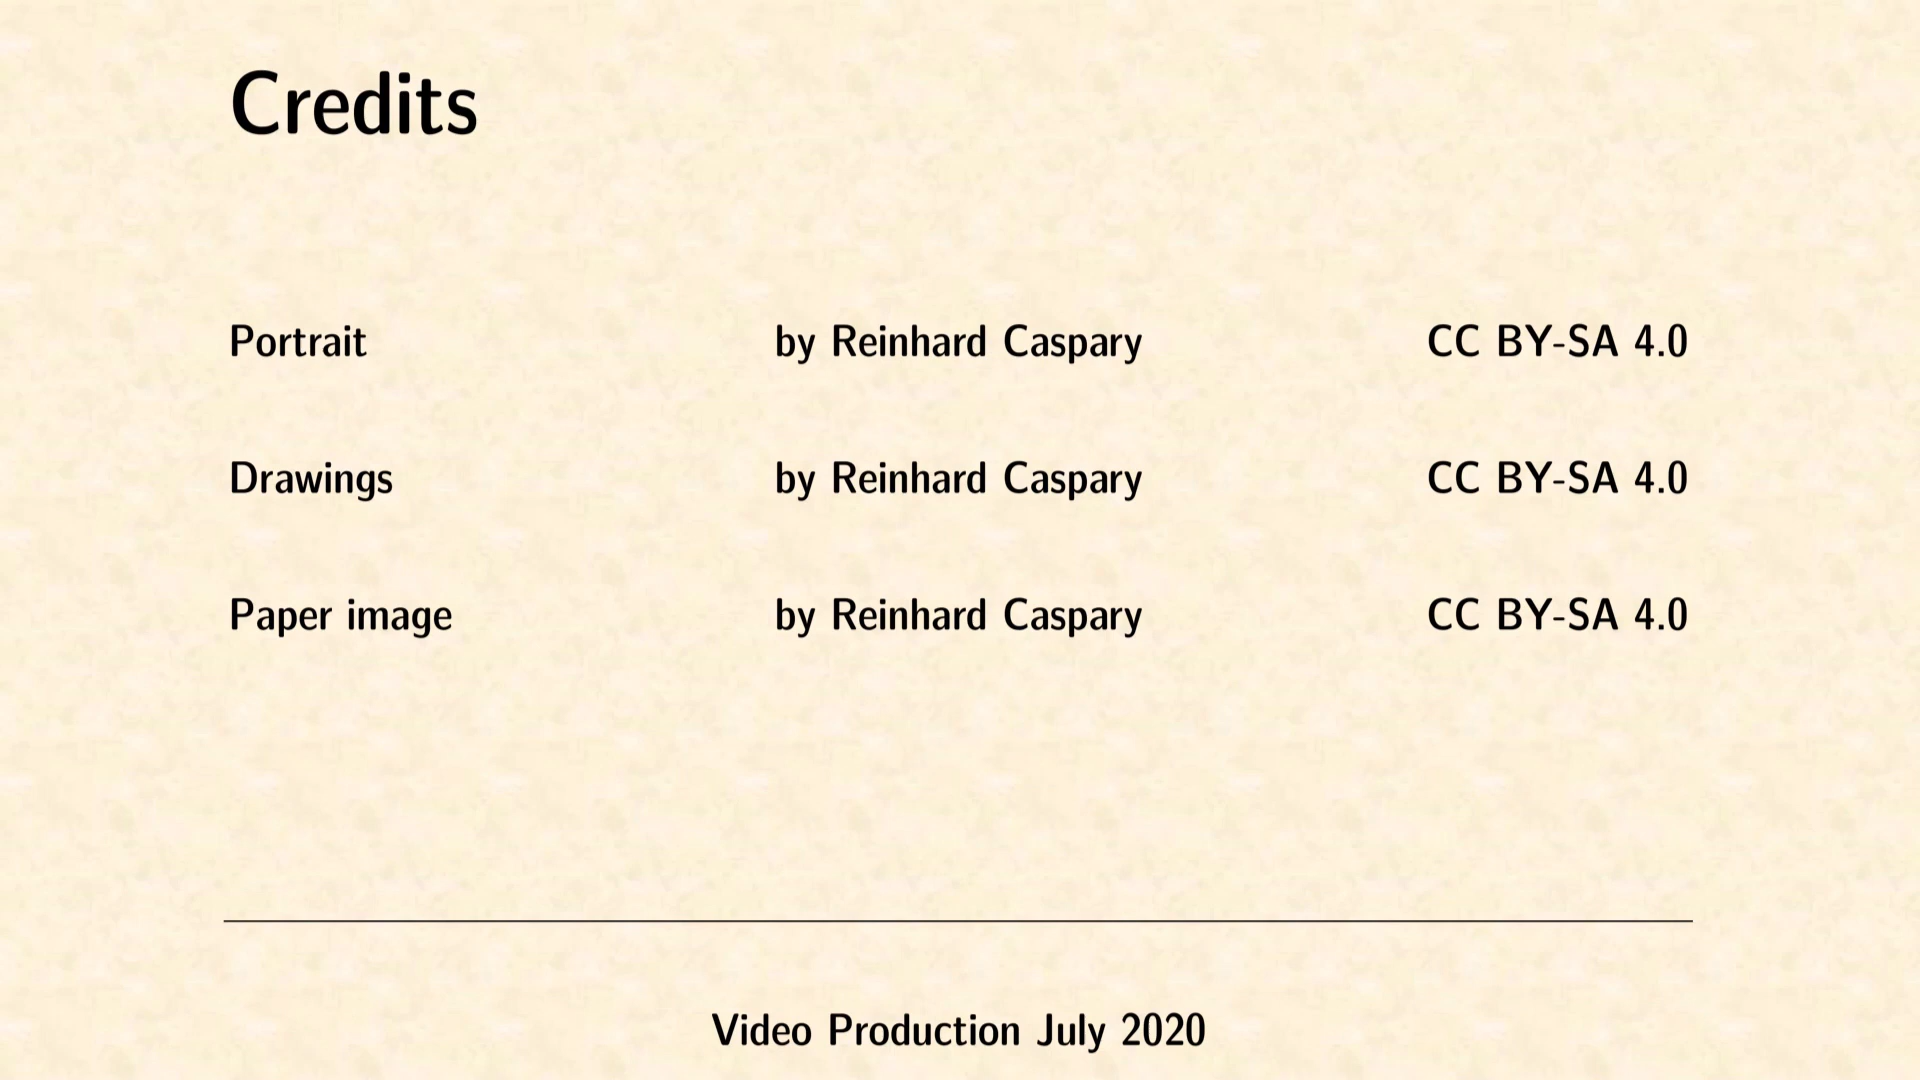 Credits
Portrait by Reinhard Caspary CC BY-SA 4.0
Drawings by Reinhard Caspary CC BY-SA 4.0
Paper image by Reinhard Caspary CC BY-SA 4.0
Video Production July 2020